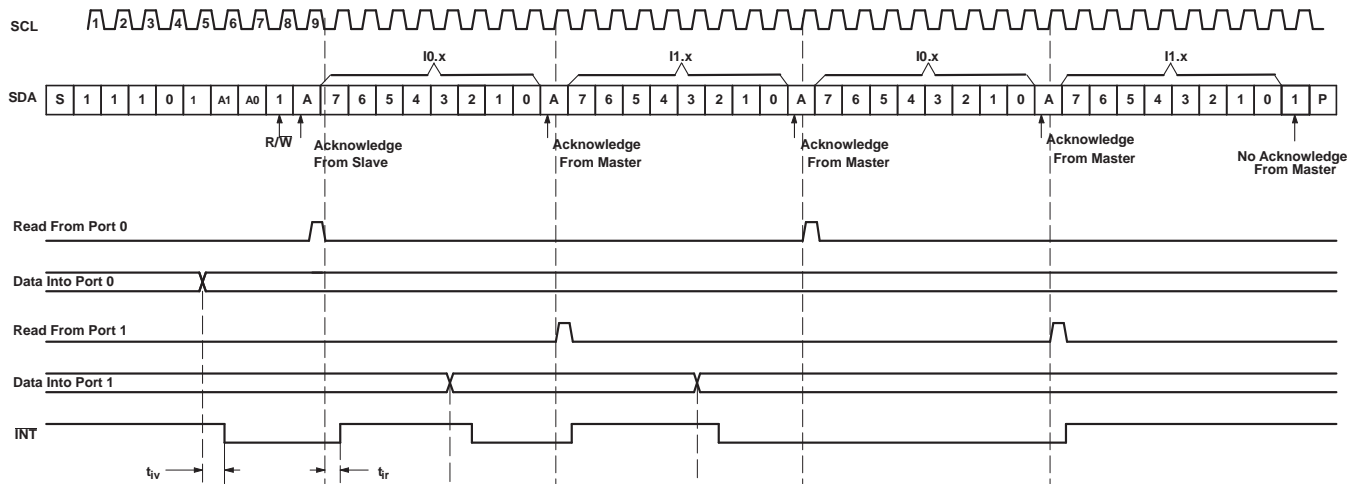 SCL 1 2 3 4 5 6 7 8 9
I0.x I1.x I0.x I1.x
SDA S 1 1 1 0 1 A1 A0 1 A 7 6 5 4 3 2 1 0 A 7 6 5 4 3 2 1 0 A 7 6 5 4 3 2 1 0 A 7 6 5 4 3 2 1 0 1 P
R/W̅
Acknowledge
From Slave
Acknowledge
From Master
Acknowledge
From Master
Acknowledge
From Master
No Acknowledge
From Master
Read From Port 0
Data Into Port 0
Read From Port 1
Data Into Port 1
I̅N̅T̅
tiv tir